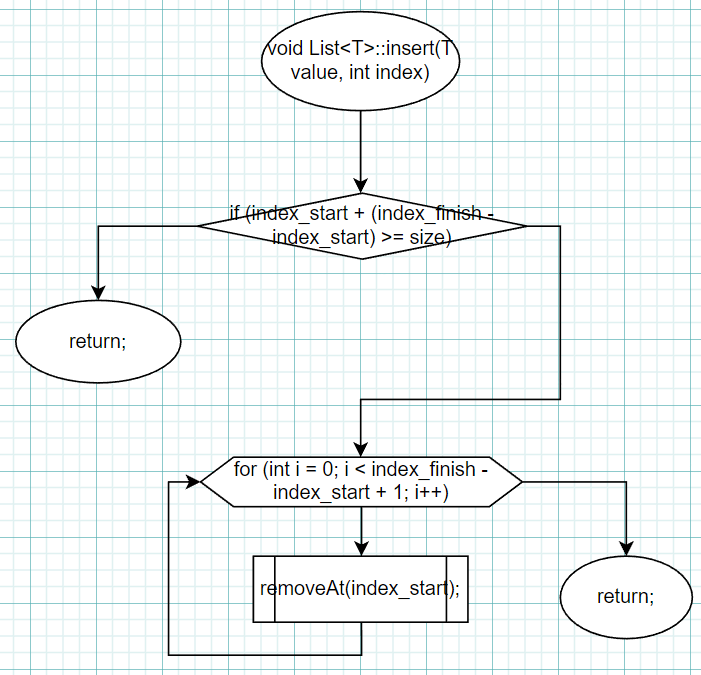 void List<T>::insert(T
value, int index)
if (index_start + (index_finish -
index_start) >= size)
return;
for (int i = 0; i < index_finish -
index_start + 1; i++)
removeAt(index_start);
return;